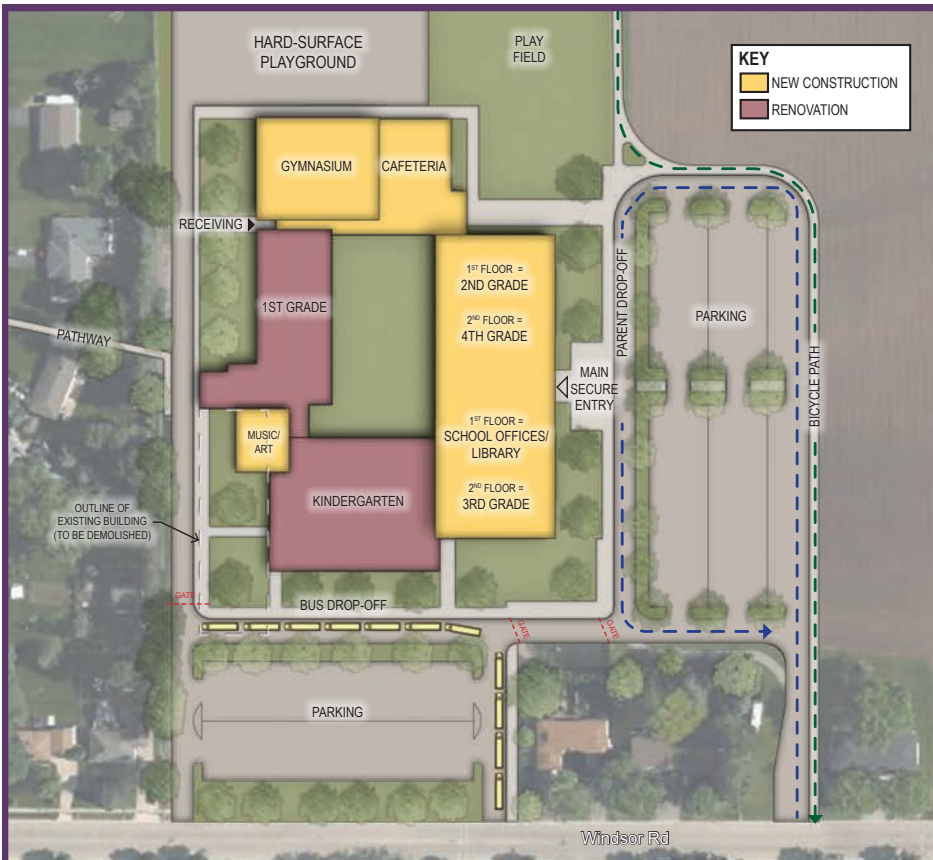 HARD-SURFACE
PLAYGROUND
PLAY
FIELD
KEY
NEW CONSTRUCTION
RENOVATION
GYMNASIUM
CAFETERIA
RECEIVING
1ST FLOOR =
2ND GRADE
2ND FLOOR =
4TH GRADE
1ST GRADE
PATHWAY
PARENT DROP-OFF
PARKING
BICYCLE PATH
MAIN
SECURE
ENTRY
1ST FLOOR =
SCHOOL OFFICES/
LIBRARY
2ND FLOOR =
3RD GRADE
MUSIC/
ART
KINDERGARTEN
OUTLINE OF
EXISTING BUILDING
(TO BE DEMOLISHED)
GATE
BUS DROP-OFF
GATE
GATE
PARKING
Windsor Rd